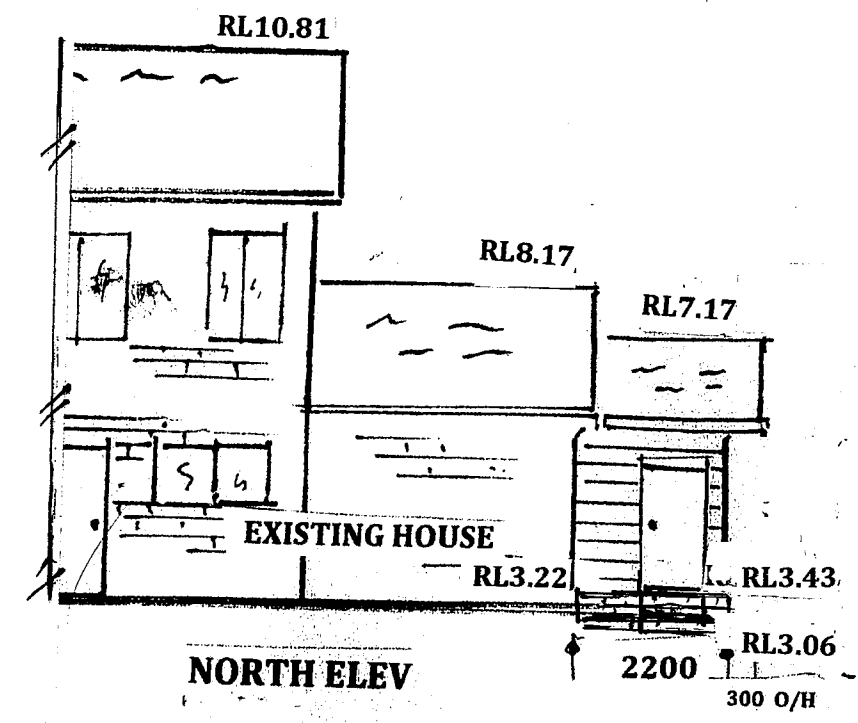 RL10.81
RL8.17
RL7.17
EXISTING HOUSE
RL3.22
RL3.43
RL3.06
NORTH ELEV
2200
300 O/H